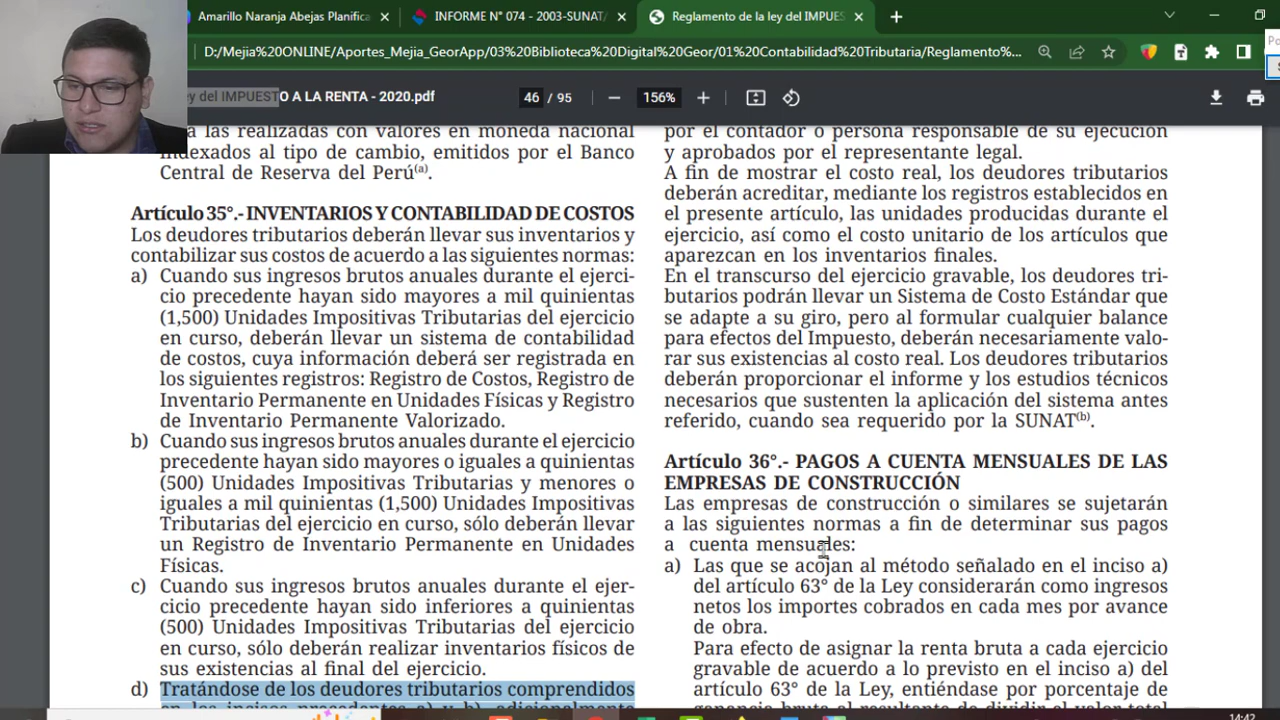 Amarillo Naranja Abejas Planifica
INFORME N° 074 - 2003-SUNAT/
Reglamento de la ley del IMPUES
D:/Mejia%20ONLINE/Aportes_Mejia_GeorApp/03%20Biblioteca%20Digital%20Geor/01%20Contabilidad%20Tributaria/Reglamento%...
ey del IMPUESTO A LA RENTA - 2020.pdf
46 / 95
156%
a las realizadas con valores en moneda nacional
indexados al tipo de cambio, emitidos por el Banco
Central de Reserva del Perú(a).
Artículo 35°.- INVENTARIOS Y CONTABILIDAD DE COSTOS
Los deudores tributarios deberán llevar sus inventarios y
contabilizar sus costos de acuerdo a las siguientes normas:
a) Cuando sus ingresos brutos anuales durante el ejerci-
cio precedente hayan sido mayores a mil quinientas
(1,500) Unidades Impositivas Tributarias del ejercicio
en curso, deberán llevar un sistema de contabilidad
de costos, cuya información deberá ser registrada en
los siguientes registros: Registro de Costos, Registro de
Inventario Permanente en Unidades Físicas y Registro
de Inventario Permanente Valorizado.
b) Cuando sus ingresos brutos anuales durante el ejercicio
precedente hayan sido mayores o iguales a quinientas
(500) Unidades Impositivas Tributarias y menores o
iguales a mil quinientas (1,500) Unidades Impositivas
Tributarias del ejercicio en curso, sólo deberán llevar
un Registro de Inventario Permanente en Unidades
Físicas.
c) Cuando sus ingresos brutos anuales durante el ejer-
cicio precedente hayan sido inferiores a quinientas
(500) Unidades Impositivas Tributarias del ejercicio
en curso, sólo deberán realizar inventarios físicos de
sus existencias al final del ejercicio.
d) Tratándose de los deudores tributarios comprendidos
en los incisos precedentes a) y b), adicionalmente
por el contador o persona responsable de su ejecución
y aprobados por el representante legal.
A fin de mostrar el costo real, los deudores tributarios
deberán acreditar, mediante los registros establecidos en
el presente artículo, las unidades producidas durante el
ejercicio, así como el costo unitario de los artículos que
aparezcan en los inventarios finales.
En el transcurso del ejercicio gravable, los deudores tri-
butarios podrán llevar un Sistema de Costo Estándar que
se adapte a su giro, pero al formular cualquier balance
para efectos del Impuesto, deberán necesariamente valo-
rar sus existencias al costo real. Los deudores tributarios
deberán proporcionar el informe y los estudios técnicos
necesarios que sustenten la aplicación del sistema antes
referido, cuando sea requerido por la SUNAT(b).
Artículo 36°.- PAGOS A CUENTA MENSUALES DE LAS
EMPRESAS DE CONSTRUCCIÓN
Las empresas de construcción o similares se sujetarán
a las siguientes normas a fin de determinar sus pagos
a cuenta mensuales:
a) Las que se acojan al método señalado en el inciso a)
del artículo 63° de la Ley considerarán como ingresos
netos los importes cobrados en cada mes por avance
de obra.
Para efecto de asignar la renta bruta a cada ejercicio
gravable de acuerdo a lo previsto en el inciso a) del
artículo 63° de la Ley, entiéndase por porcentaje de
ganancia bruta al resultante de dividir el valor total
14:42